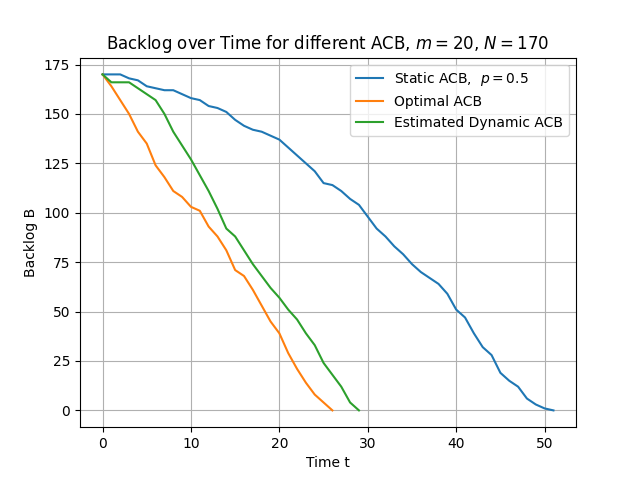 Backlog over Time for different ACB, m = 20, N = 170
Static ACB, p = 0.5
Optimal ACB
Estimated Dynamic ACB
Backlog B
175
150
125
100
75
50
25
0
0 10 20 30 40 50
Time t